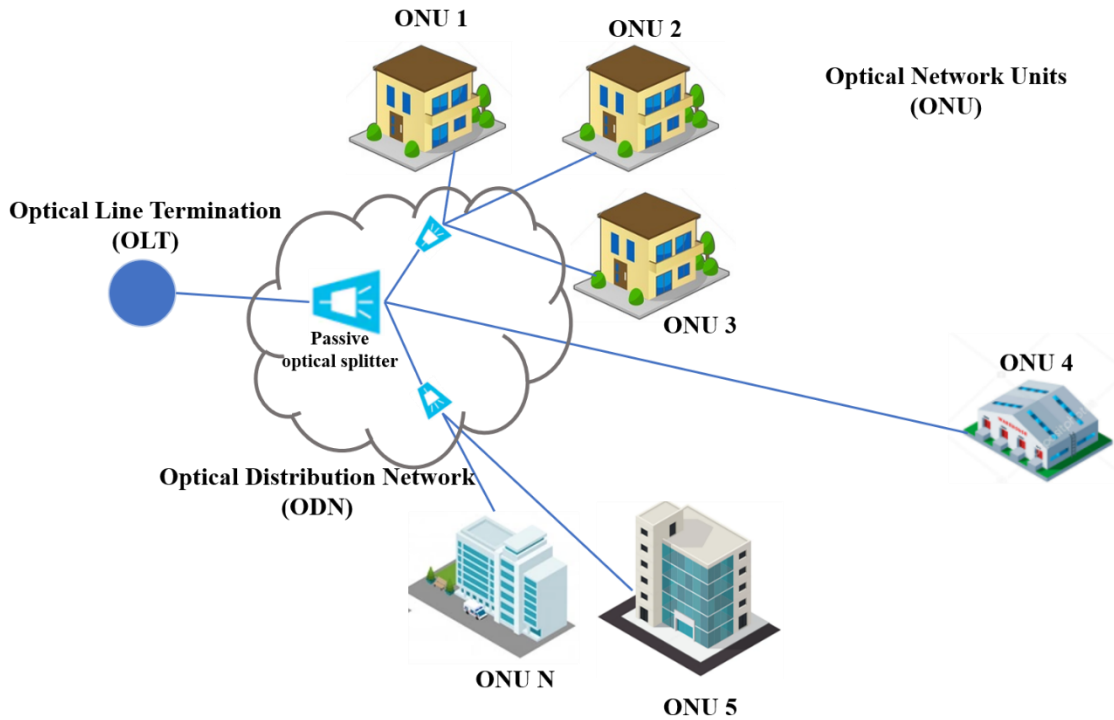 ONU 1
ONU 2
Optical Network Units
(ONU)
Optical Line Termination
(OLT)
Passive
optical splitter
ONU 3
ONU 4
Optical Distribution Network
(ODN)
ONU N
ONU 5